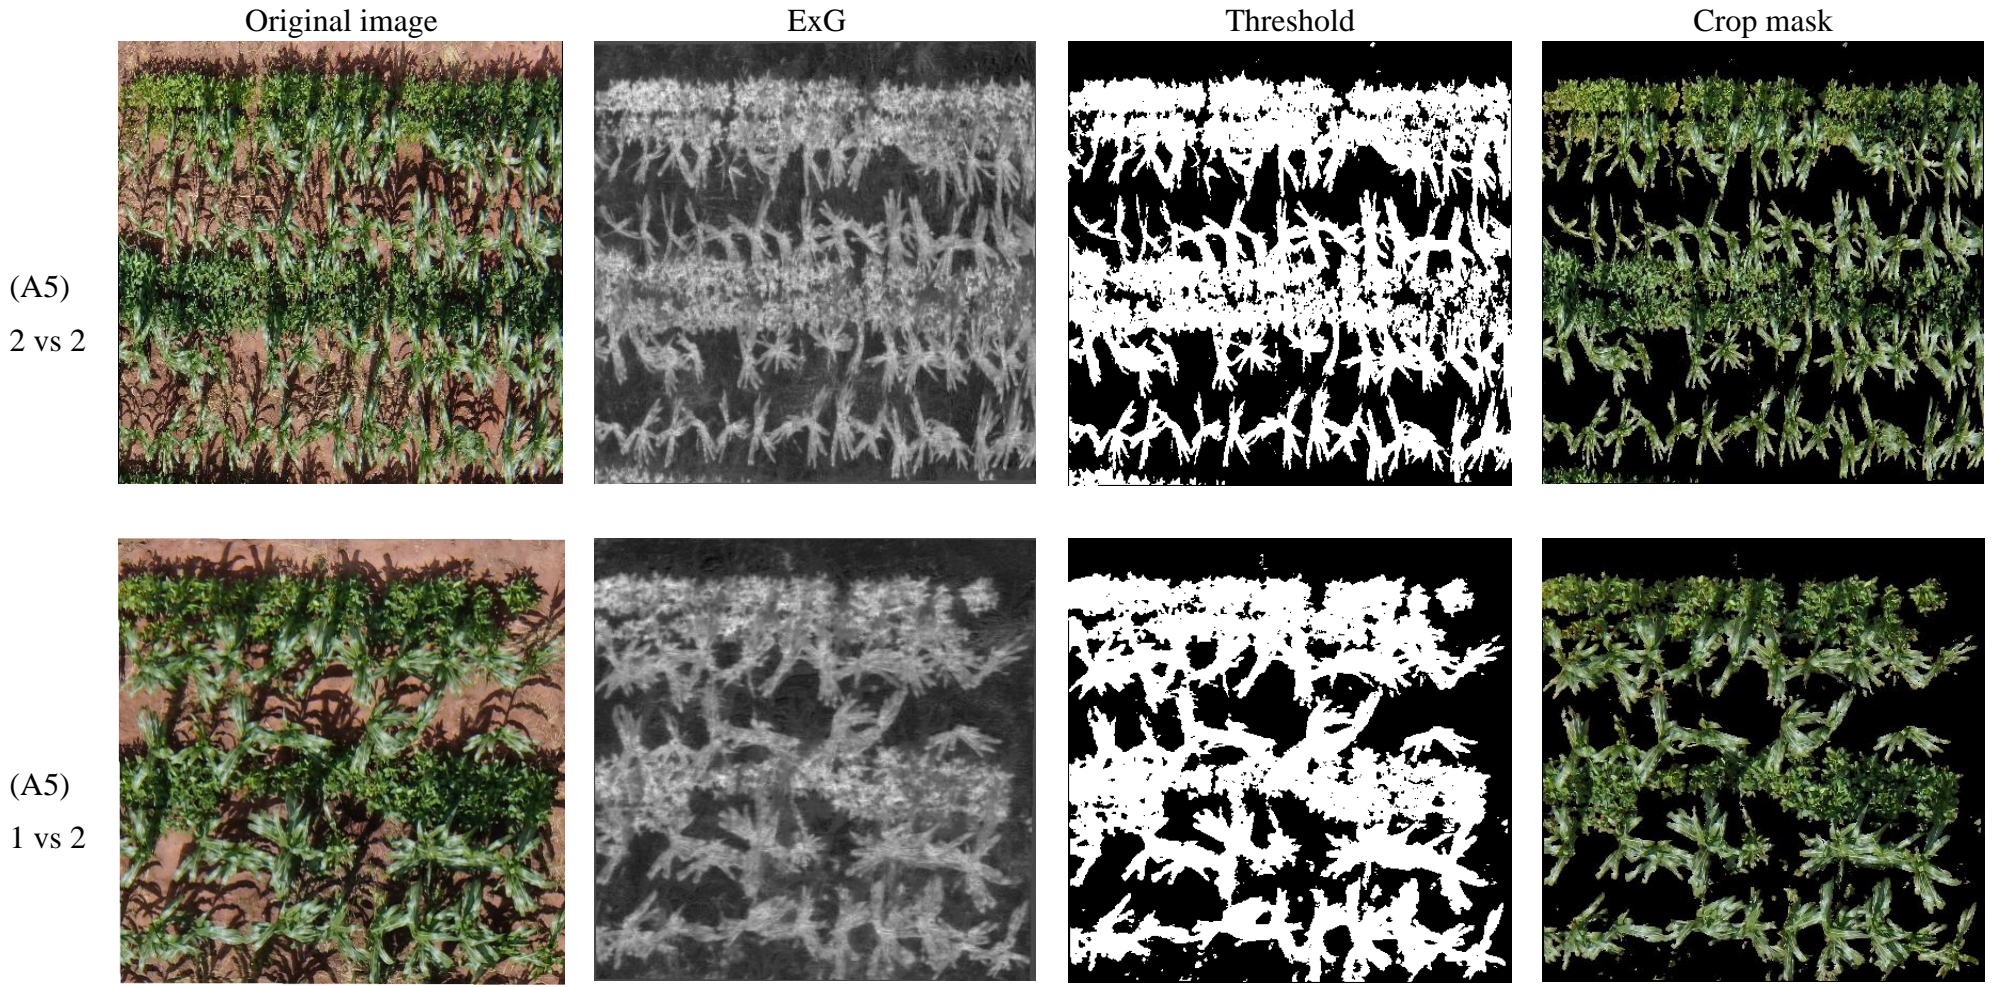 Original image
ExG
Threshold
Crop mask
(A5)
2 vs 2
(A5)
1 vs 2